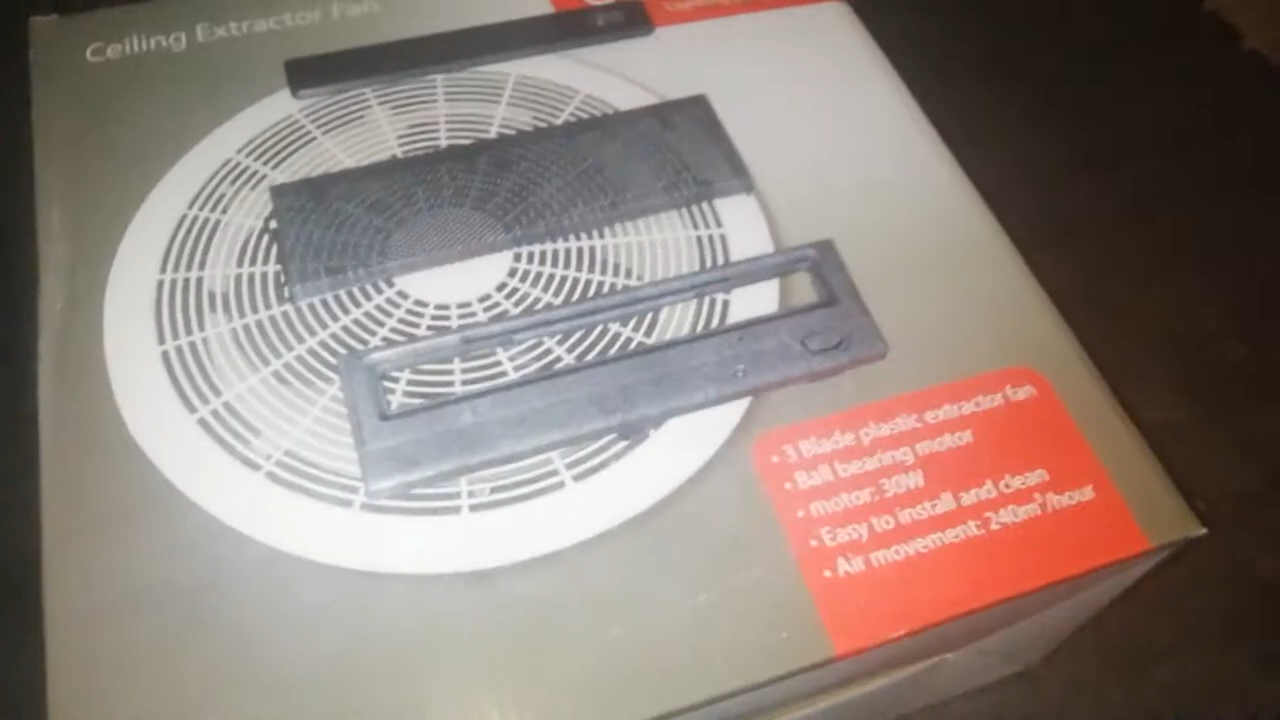 Ceiling Extractor Fan
• 3 Blade plastic extractor fan
• Ball bearing motor
• motor: 30W
• Easy to install and clean
• Air movement: 240m³/hour